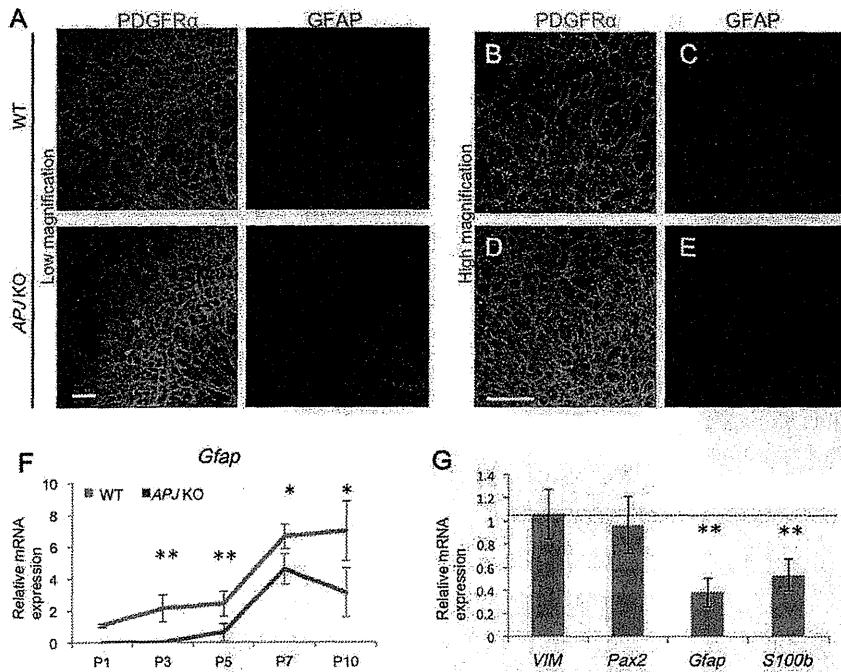 A
PDGFRα
GFAP
PDGFRα
GFAP
WT
APJ KO
Low magnification
High magnification
B
C
D
E
F
Gfap
WT
APJ KO
Relative mRNA
expression
10
8
6
4
2
0
**
**
*
*
P1
P3
P5
P7
P10
G
Relative mRNA
expression
1.4
1.2
1
0.8
0.6
0.4
0.2
0
**
**
VIM
Pax2
Gfap
S100b